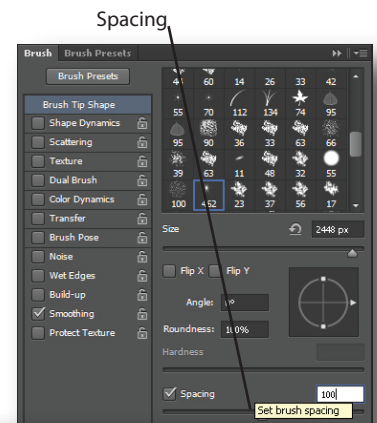 Spacing
Brush Brush Presets
Brush Presets
44 60 14 26 33 42
Brush Tip Shape
55 70 112 134 74 95
Shape Dynamics
Scattering
95 90 36 33 63 66
Texture
39 63 11 48 32 55
Dual Brush
Color Dynamics
100 462 23 37 56 17
Transfer
Size 2448 px
Brush Pose
Noise
Wet Edges
Flip X Flip Y
Build-up
Angle:
Smoothing
Roundness: 100%
Protect Texture
Hardness
Spacing 100
Set brush spacing